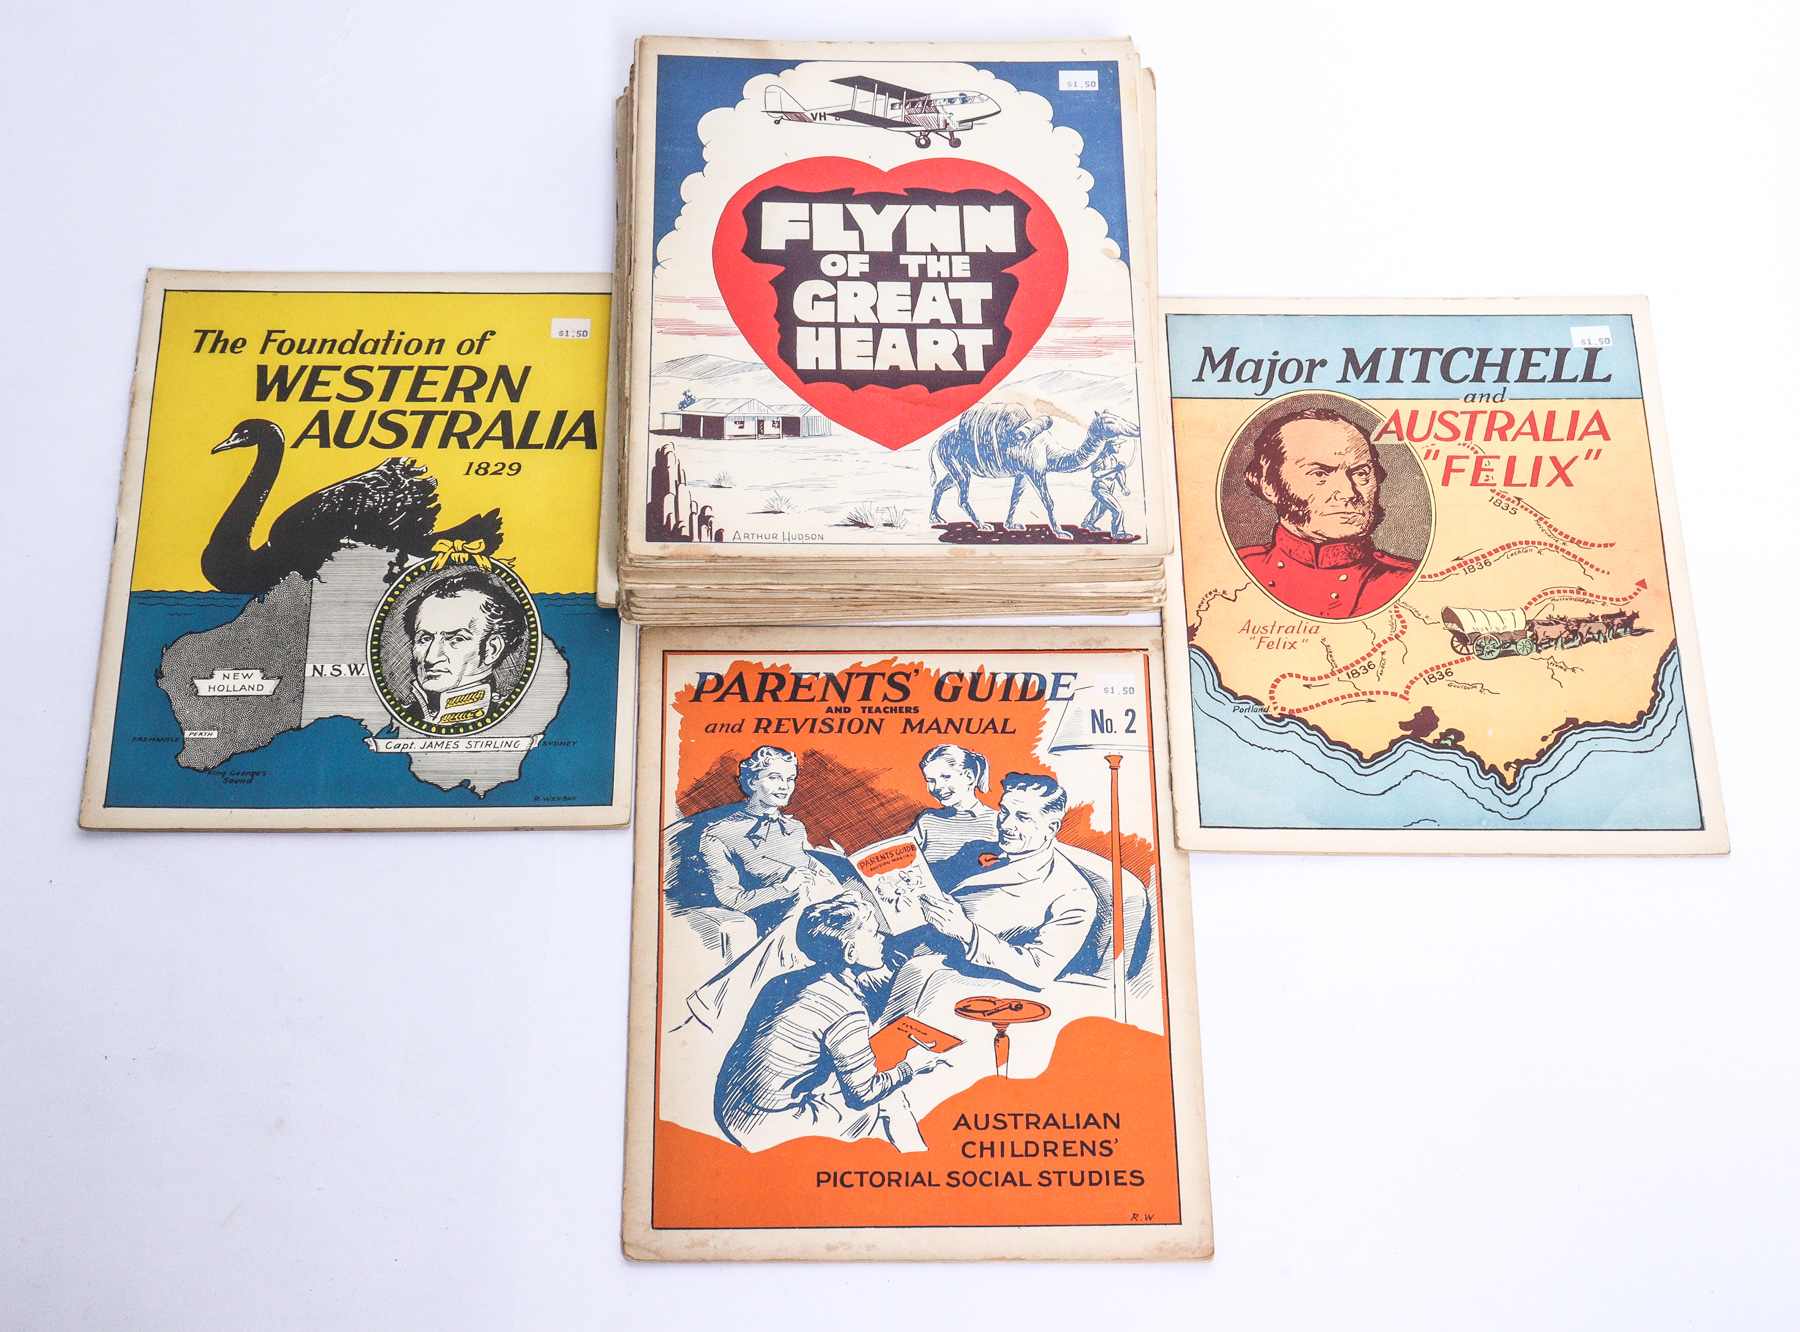 $1.50
VH
FLYNN
OF THE
GREAT
HEART
ARTHUR HUDSON
The Foundation of
WESTERN
AUSTRALIA
1829
$1.50
NEW
HOLLAND
N.S.W.
FREMANTLE
PERTH
King George's
Sound
Capt. JAMES STIRLING
SYDNEY
Major MITCHELL
and
AUSTRALIA
"FELIX"
$1.50
1835
Lachlan R.
1836
Australia
"Felix"
1836
1836
Portland
PARENTS' GUIDE
AND TEACHERS
and REVISION MANUAL
$1.50
No. 2
PARENTS' GUIDE
REVISION MANUAL
AUSTRALIAN
CHILDRENS'
PICTORIAL SOCIAL STUDIES
R.W